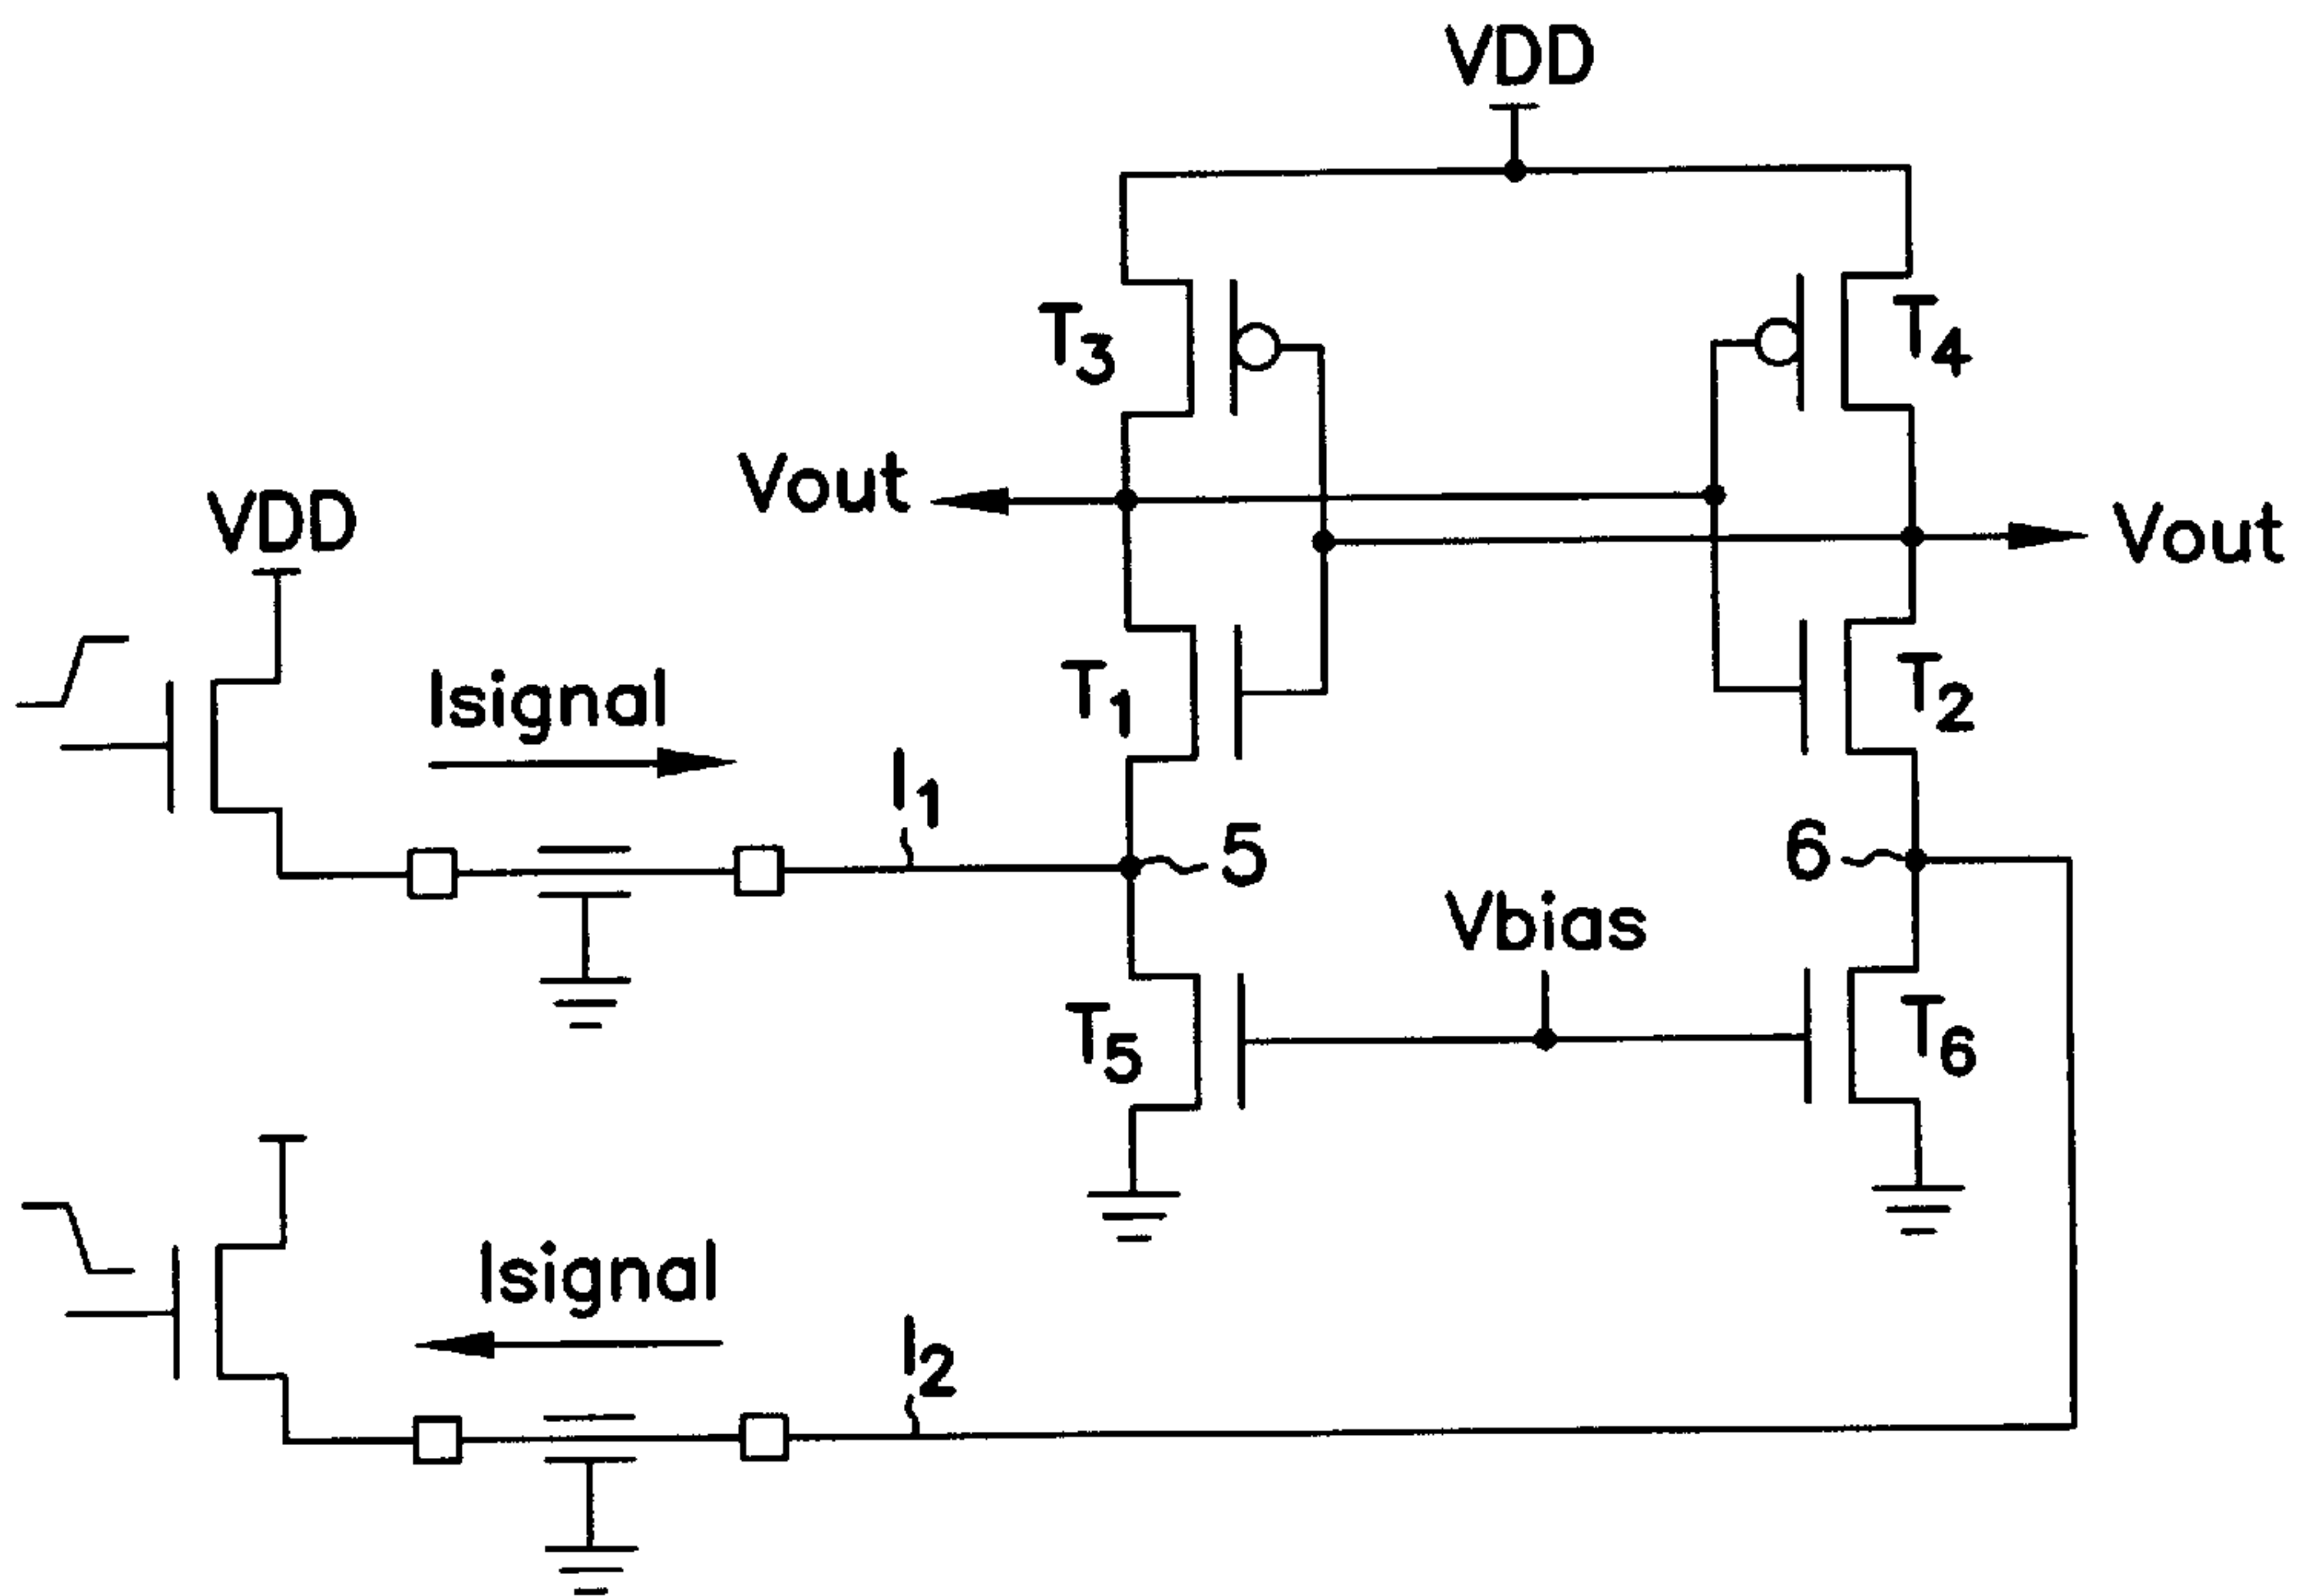 VDD
T3
T4
Vout
VDD
Vout
Isignal
T1
T2
I1
5
6
Vbias
T5
T6
Isignal
I2